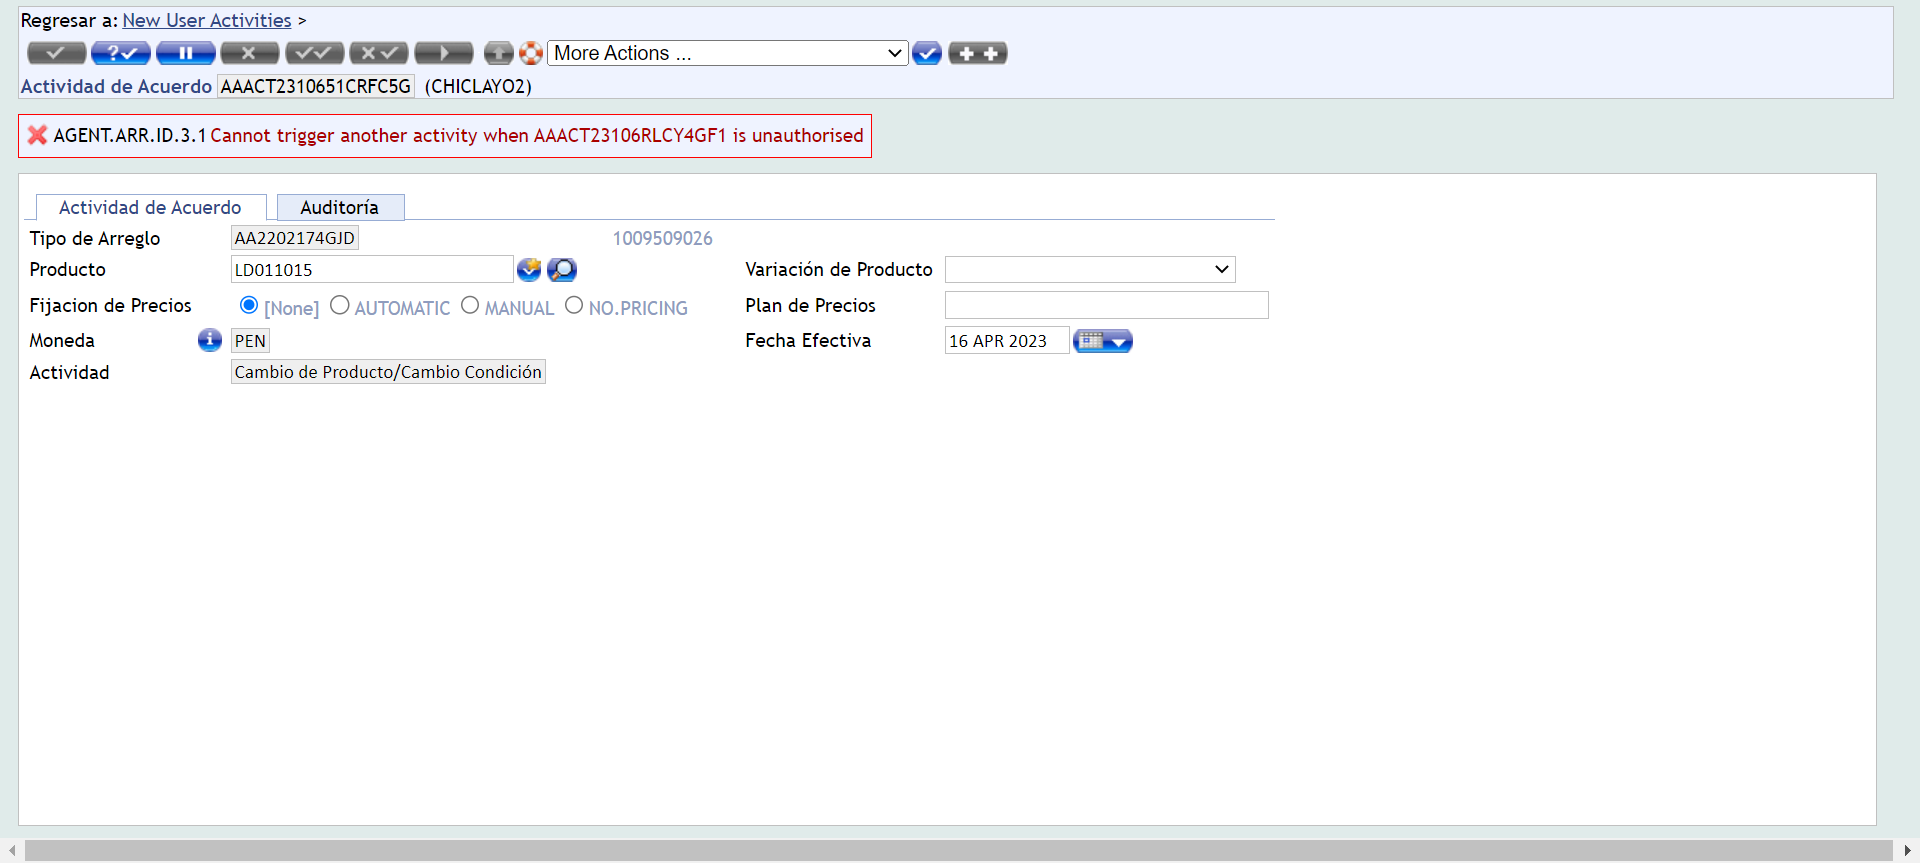 Regresar a: New User Activities >
More Actions ...
Actividad de Acuerdo AAACT2310651CRFC5G (CHICLAYO2)
AGENT.ARR.ID.3.1 Cannot trigger another activity when AAACT23106RLCY4GF1 is unauthorised
Actividad de Acuerdo Auditoría
Tipo de Arreglo AA2202174GJD 1009509026
Producto LD011015 Variación de Producto
Fijacion de Precios [None] AUTOMATIC MANUAL NO.PRICING Plan de Precios
Moneda PEN Fecha Efectiva 16 APR 2023
Actividad Cambio de Producto/Cambio Condición